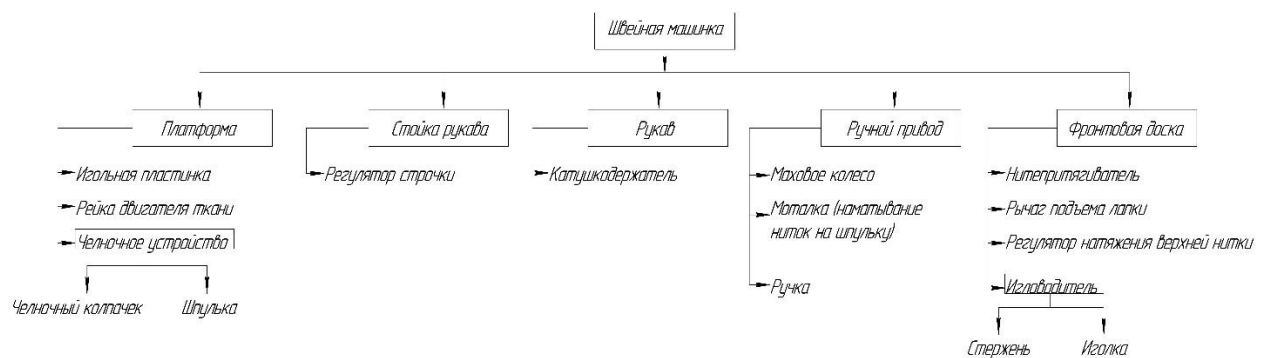 Швейная машинка
Платформа
Стойка рукава
Рукав
Ручной привод
Фронтовая доска
Игольная пластинка
Рейка двигателя ткани
Челночное устройство
Челночный колпачек
Шпулька
Регулятор строчки
Катушкодержатель
Маховое колесо
Моталка (наматывание
ниток на шпульку)
Ручка
Нитепритягиватель
Рычаг подъема лапки
Регулятор натяжения верхней нитки
Игловодитель
Стержень
Иголка